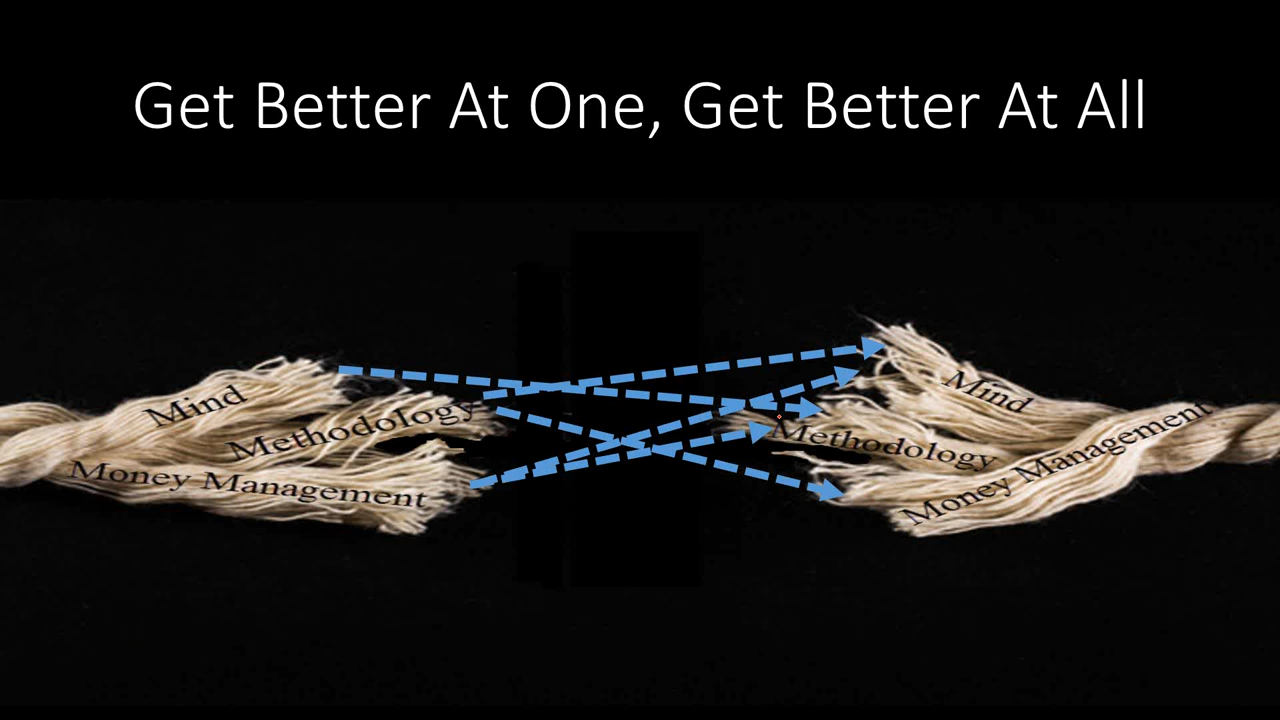 Get Better At One, Get Better At All
Mind
Methodology
Money Management
Mind
Methodology
Money Management